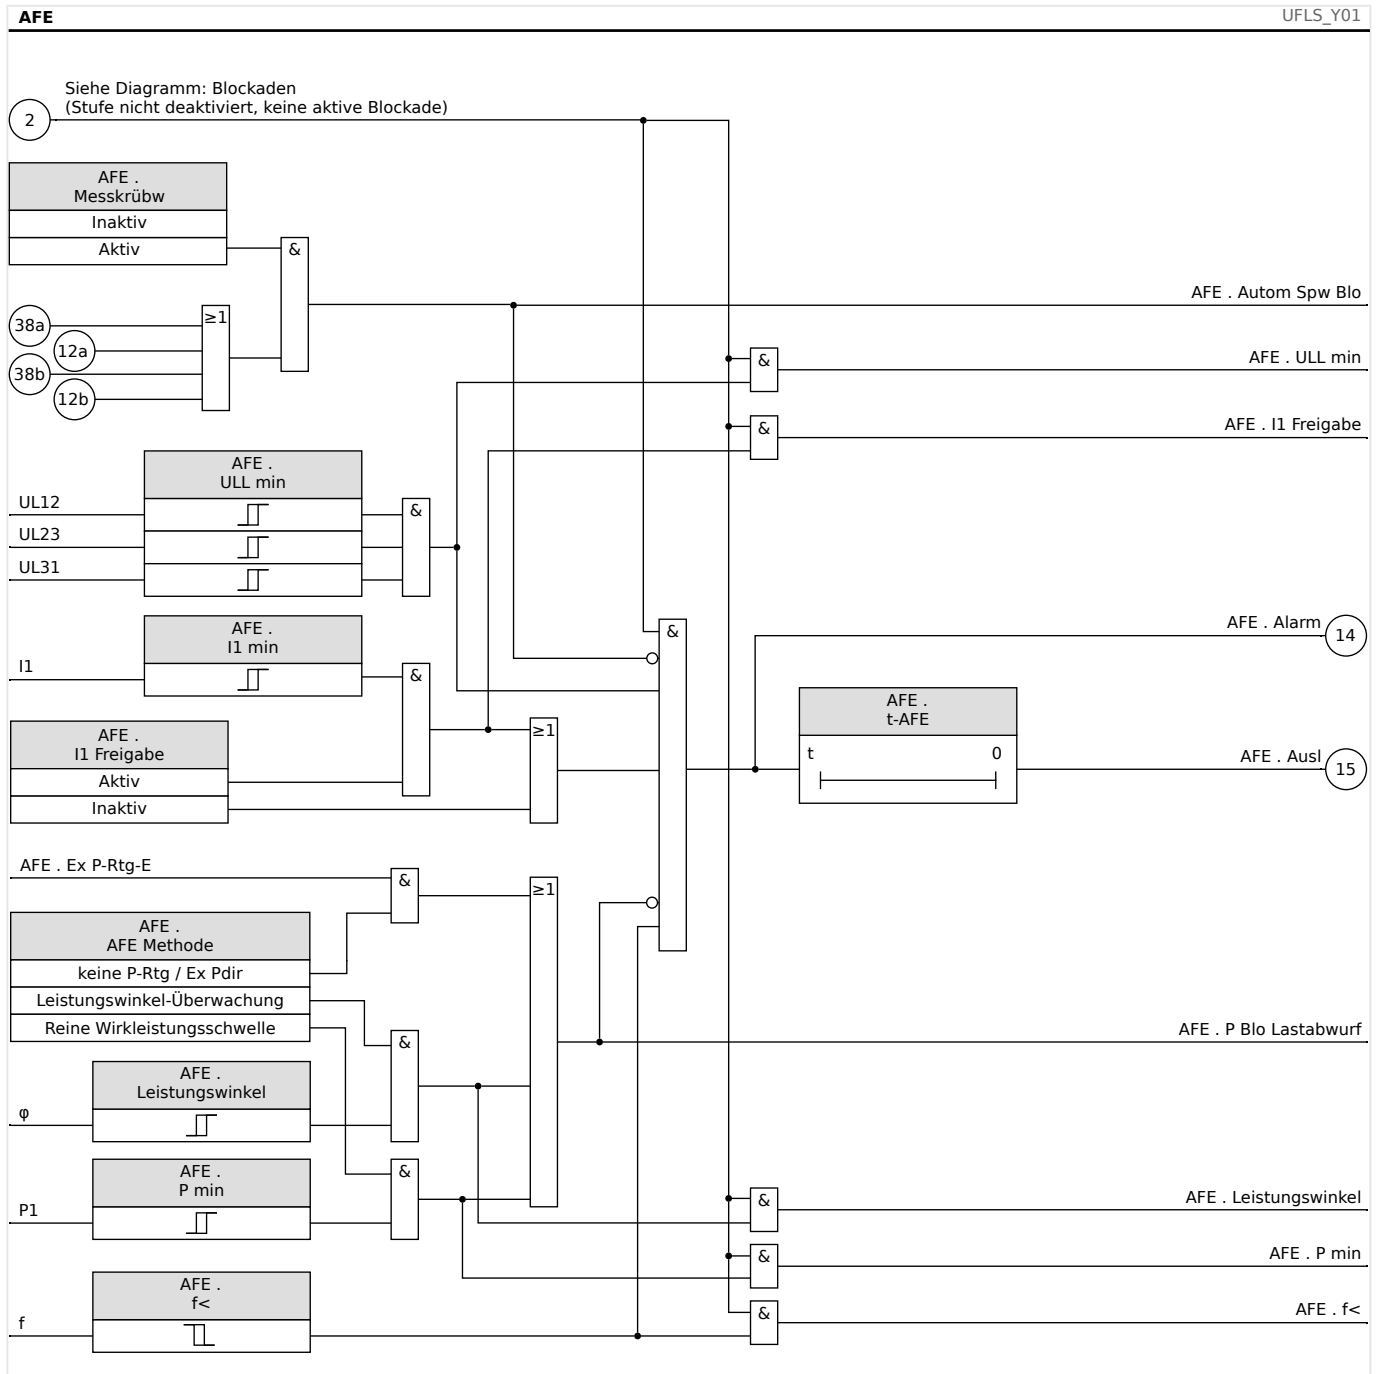 AFE
UFLS_Y01
Siehe Diagramm: Blockaden
(Stufe nicht deaktiviert, keine aktive Blockade)
2
AFE .
Messkrübw
Inaktiv
Aktiv
&
AFE . Autom Spw Blo
38a
≥1
12a
38b
12b
&
AFE . ULL min
&
AFE . I1 Freigabe
AFE .
ULL min
UL12
UL23
UL31
&
AFE .
I1 min
I1
&
&
AFE . Alarm
14
AFE .
I1 Freigabe
Aktiv
Inaktiv
≥1
AFE .
t-AFE
t
0
AFE . Ausl
15
AFE . Ex P-Rtg-E
&
≥1
AFE .
AFE Methode
keine P-Rtg / Ex Pdir
Leistungswinkel-Überwachung
Reine Wirkleistungsschwelle
&
AFE . P Blo Lastabwurf
AFE .
Leistungswinkel
φ
AFE .
P min
P1
&
&
AFE . Leistungswinkel
&
AFE . P min
AFE .
f<
f
&
AFE . f<